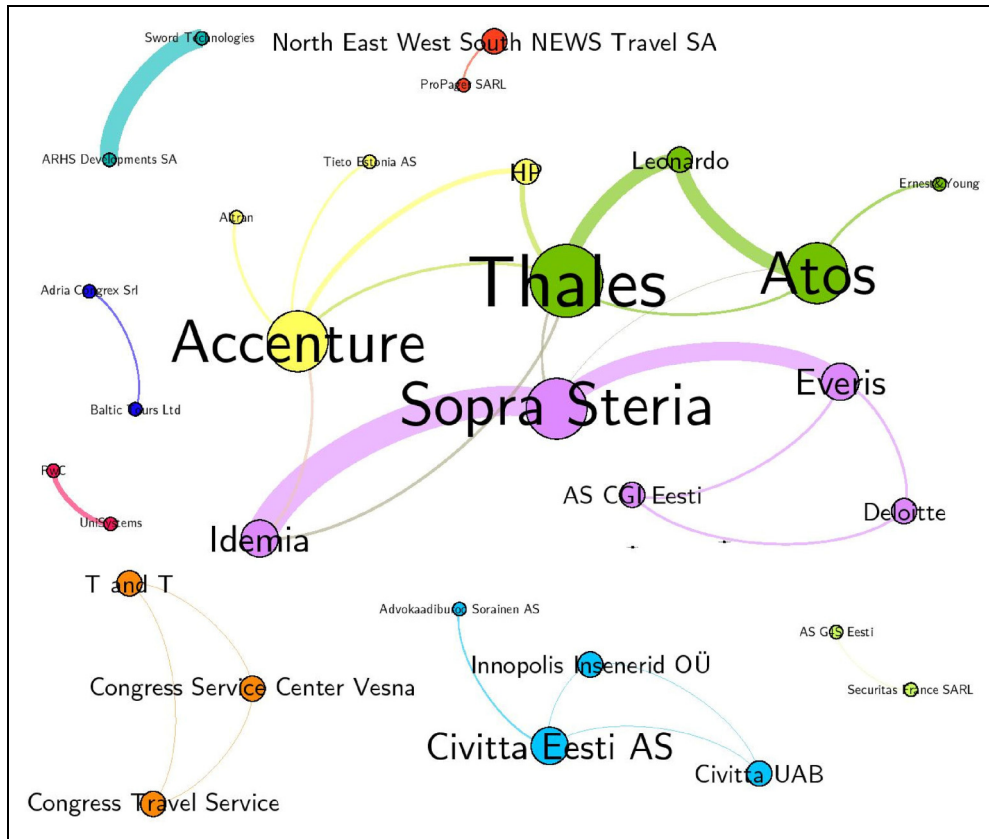 Sword Technologies
North East West South NEWS Travel SA
ProPager SARL
ARHS Developments SA
Tieto Estonia AS
HP
Leonardo
Ernest&Young
Altran
Thales
Atos
Adria Congrex Srl
Accenture
Everis
Sopra Steria
Baltic Tours Ltd
PwC
AS CGI Eesti
Deloitte
UniSystems
Idemia
T and T
Advokaadiburoo Sorainen AS
AS G4S Eesti
Innopolis Insenerid OÜ
Congress Service Center Vesna
Securitas France SARL
Civitta Eesti AS
Civitta UAB
Congress Travel Service